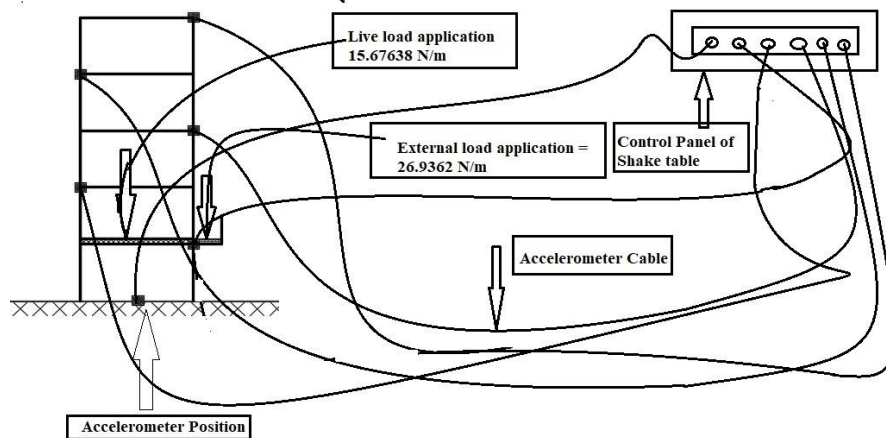 Live load application
15.67638 N/m
External load application =
26.9362 N/m
Control Panel of
Shake table
Accelerometer Cable
Accelerometer Position